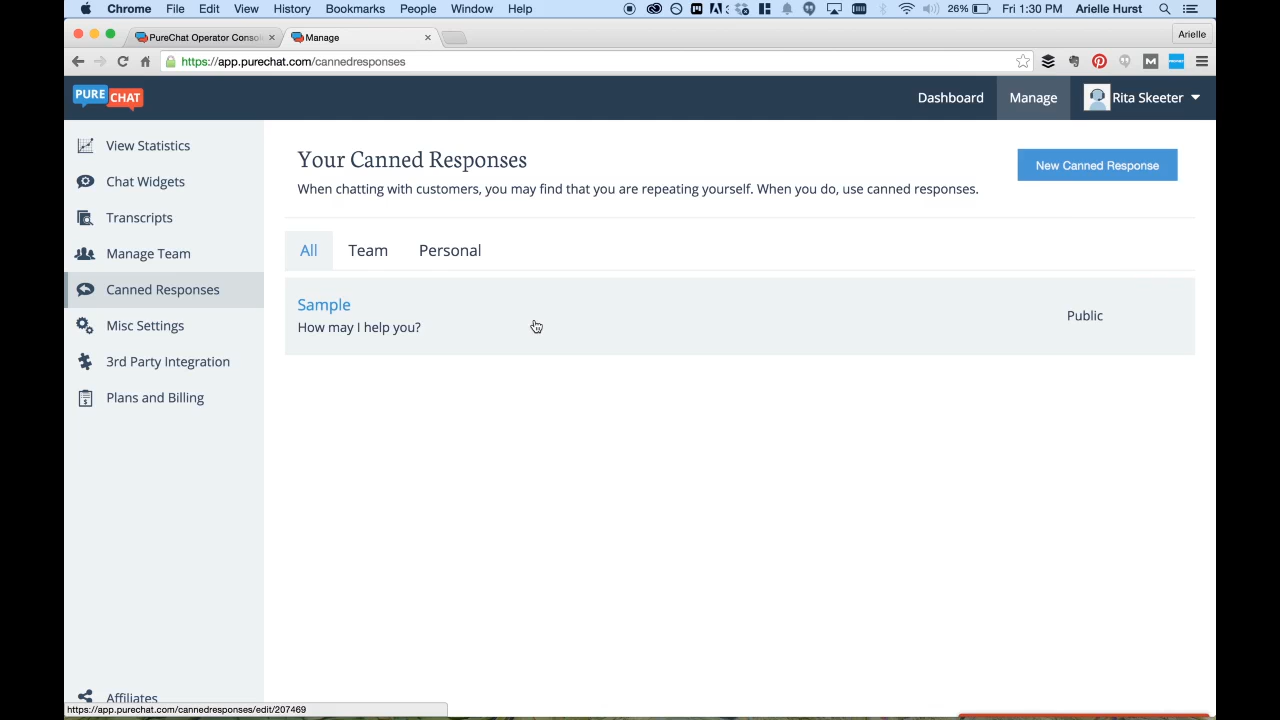 Chrome File Edit View History Bookmarks People Window Help 26% Fri 1:30 PM Arielle Hurst
PureChat Operator Consol Manage Arielle
https://app.purechat.com/cannedresponses
PURE CHAT Dashboard Manage Rita Skeeter
View Statistics
Chat Widgets
Transcripts
Manage Team
Canned Responses
Misc Settings
3rd Party Integration
Plans and Billing
Affiliates
Your Canned Responses
New Canned Response
When chatting with customers, you may find that you are repeating yourself. When you do, use canned responses.
All Team Personal
Sample
How may I help you?
Public
https://app.purechat.com/cannedresponses/edit/207469